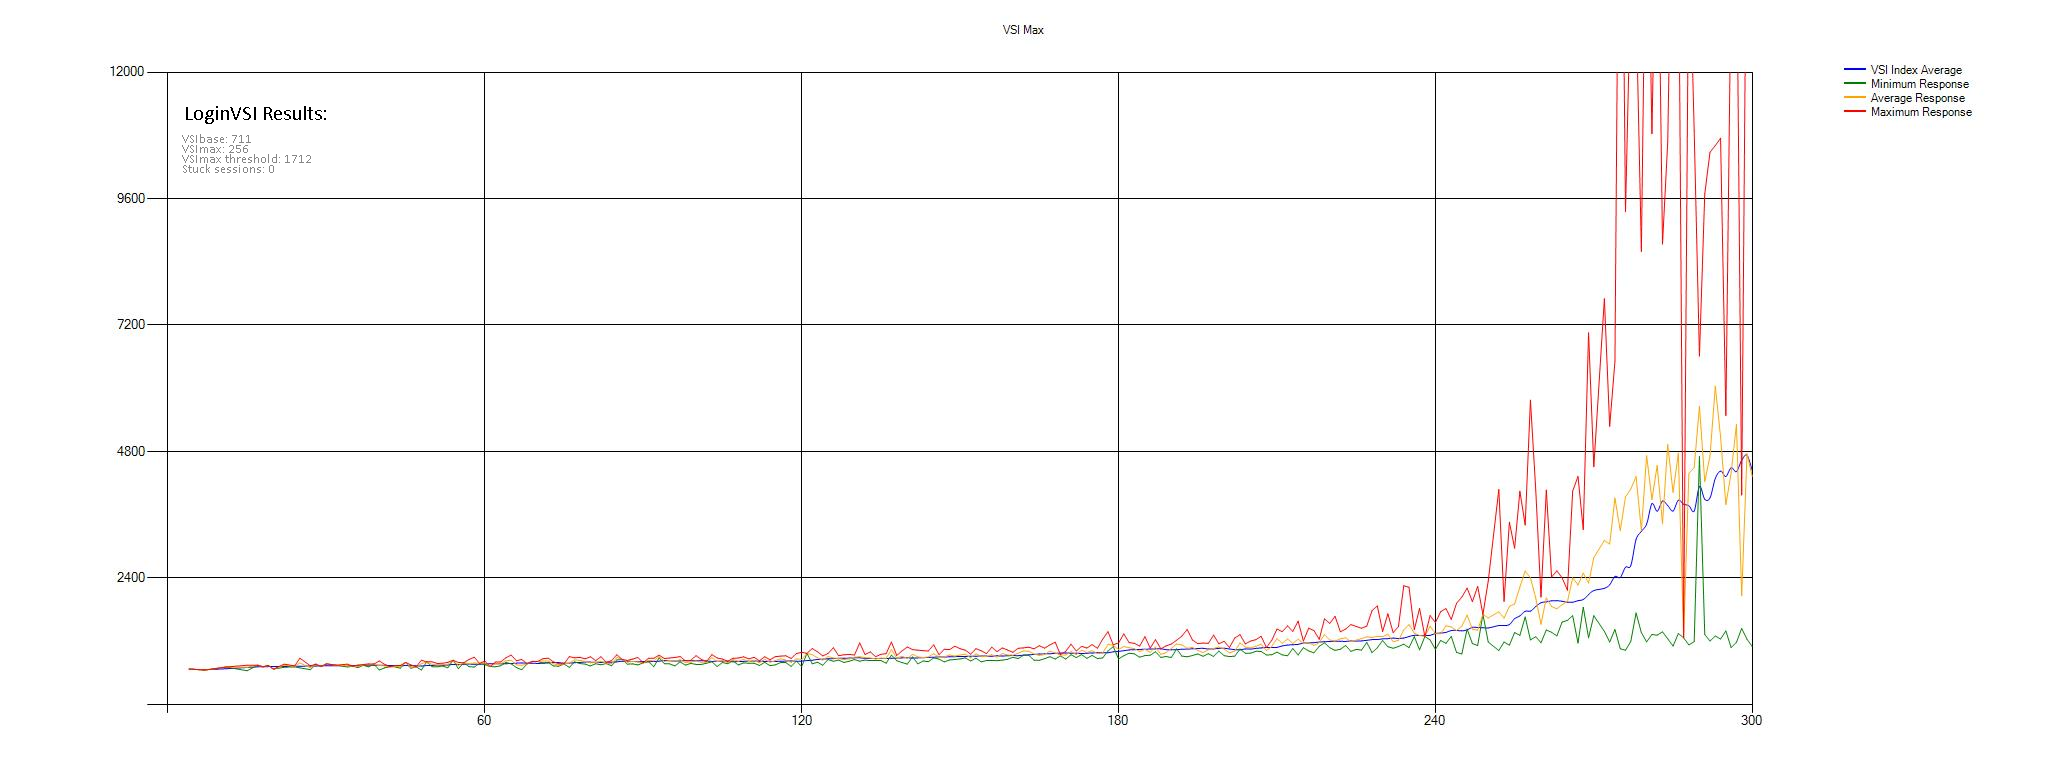 VSI Max
12000
9600
7200
4800
2400
LoginVSI Results:
VSIbase: 711
VSImax: 256
VSImax threshold: 1712
Stuck sessions: 0
60
120
180
240
300
VSI Index Average
Minimum Response
Average Response
Maximum Response